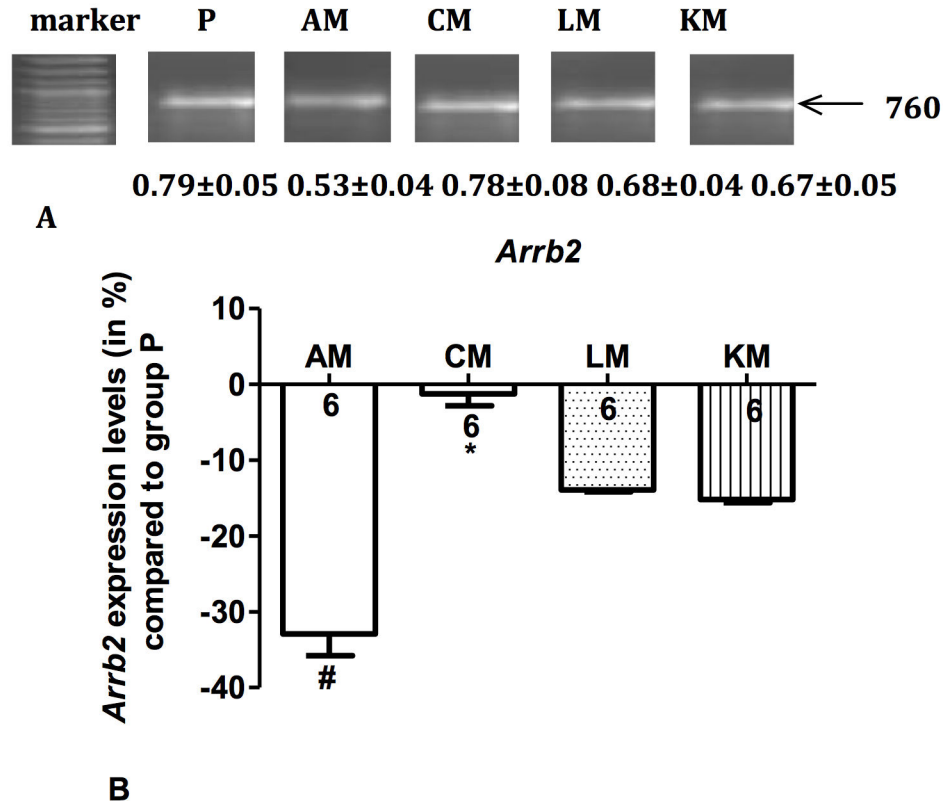 marker P AM CM LM KM
760
0.79±0.05 0.53±0.04 0.78±0.08 0.68±0.04 0.67±0.05
A
Arrb2
Arrb2 expression levels (in %)
compared to group P
10
0
-10
-20
-30
-40
AM CM LM KM
6 6 6 6
*
#
B